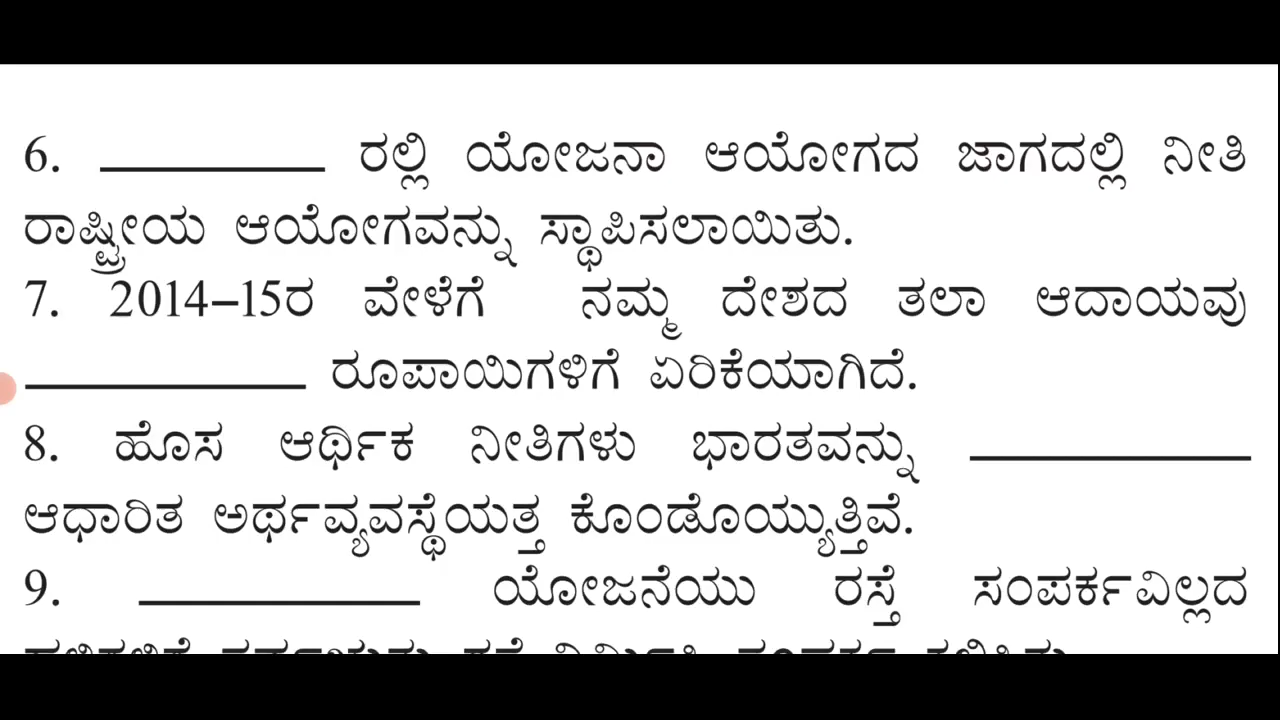 6. __________ ರಲ್ಲಿ ಯೋಜನಾ ಆಯೋಗದ ಜಾಗದಲ್ಲಿ ನೀತಿ
ರಾಷ್ಟ್ರೀಯ ಆಯೋಗವನ್ನು ಸ್ಥಾಪಿಸಲಾಯಿತು.
7. 2014–15ರ ವೇಳೆಗೆ ನಮ್ಮ ದೇಶದ ತಲಾ ಆದಾಯವು
____________ ರೂಪಾಯಿಗಳಿಗೆ ಏರಿಕೆಯಾಗಿದೆ.
8. ಹೊಸ ಆರ್ಥಿಕ ನೀತಿಗಳು ಭಾರತವನ್ನು ____________
ಆಧಾರಿತ ಅರ್ಥವ್ಯವಸ್ಥೆಯತ್ತ ಕೊಂಡೊಯ್ಯುತ್ತಿವೆ.
9. ____________ ಯೋಜನೆಯು ರಸ್ತೆ ಸಂಪರ್ಕವಿಲ್ಲದ